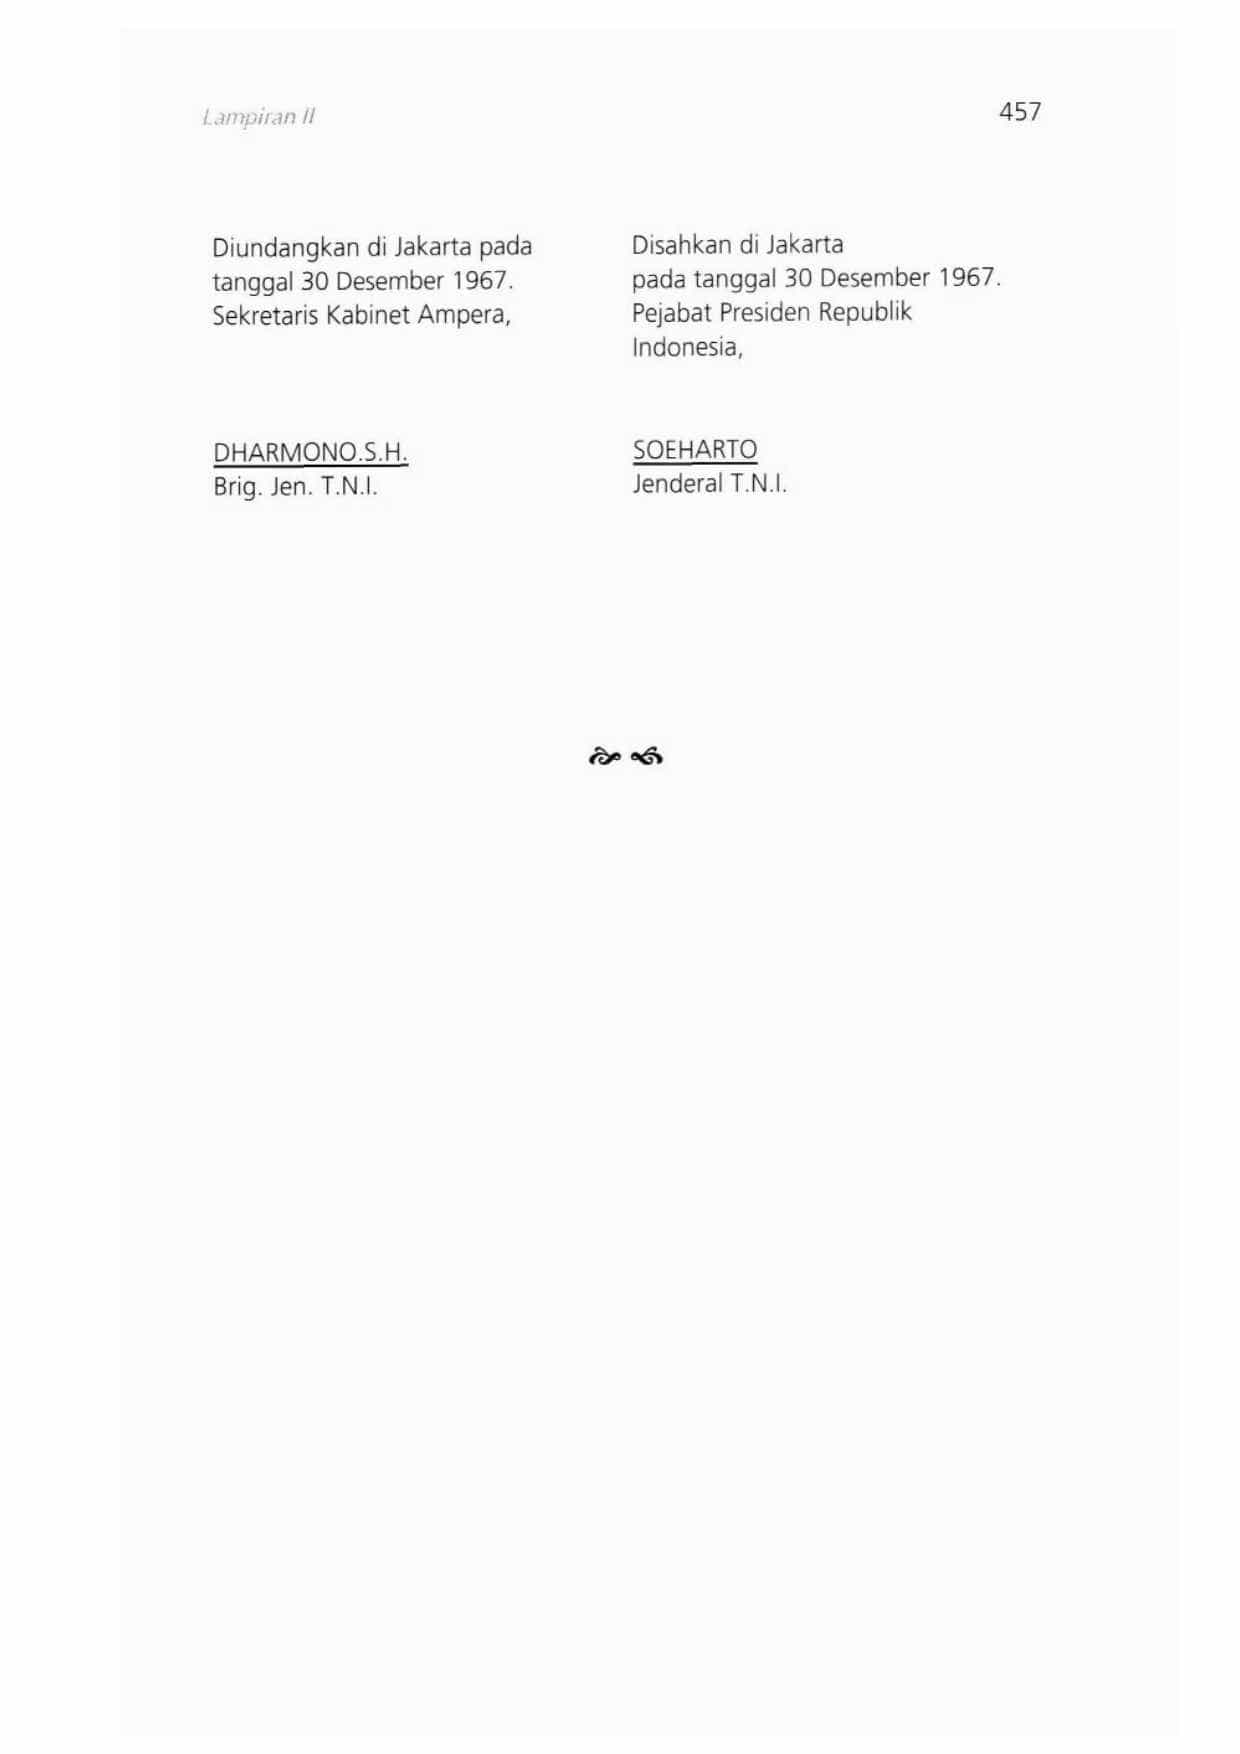 Lampiran II
457
Diundangkan di Jakarta pada
tanggal 30 Desember 1967.
Sekretaris Kabinet Ampera,
DHARMONO.S.H.
Brig. Jen. T.N.I.
Disahkan di Jakarta
pada tanggal 30 Desember 1967.
Pejabat Presiden Republik
Indonesia,
SOEHARTO
Jenderal T.N.I.